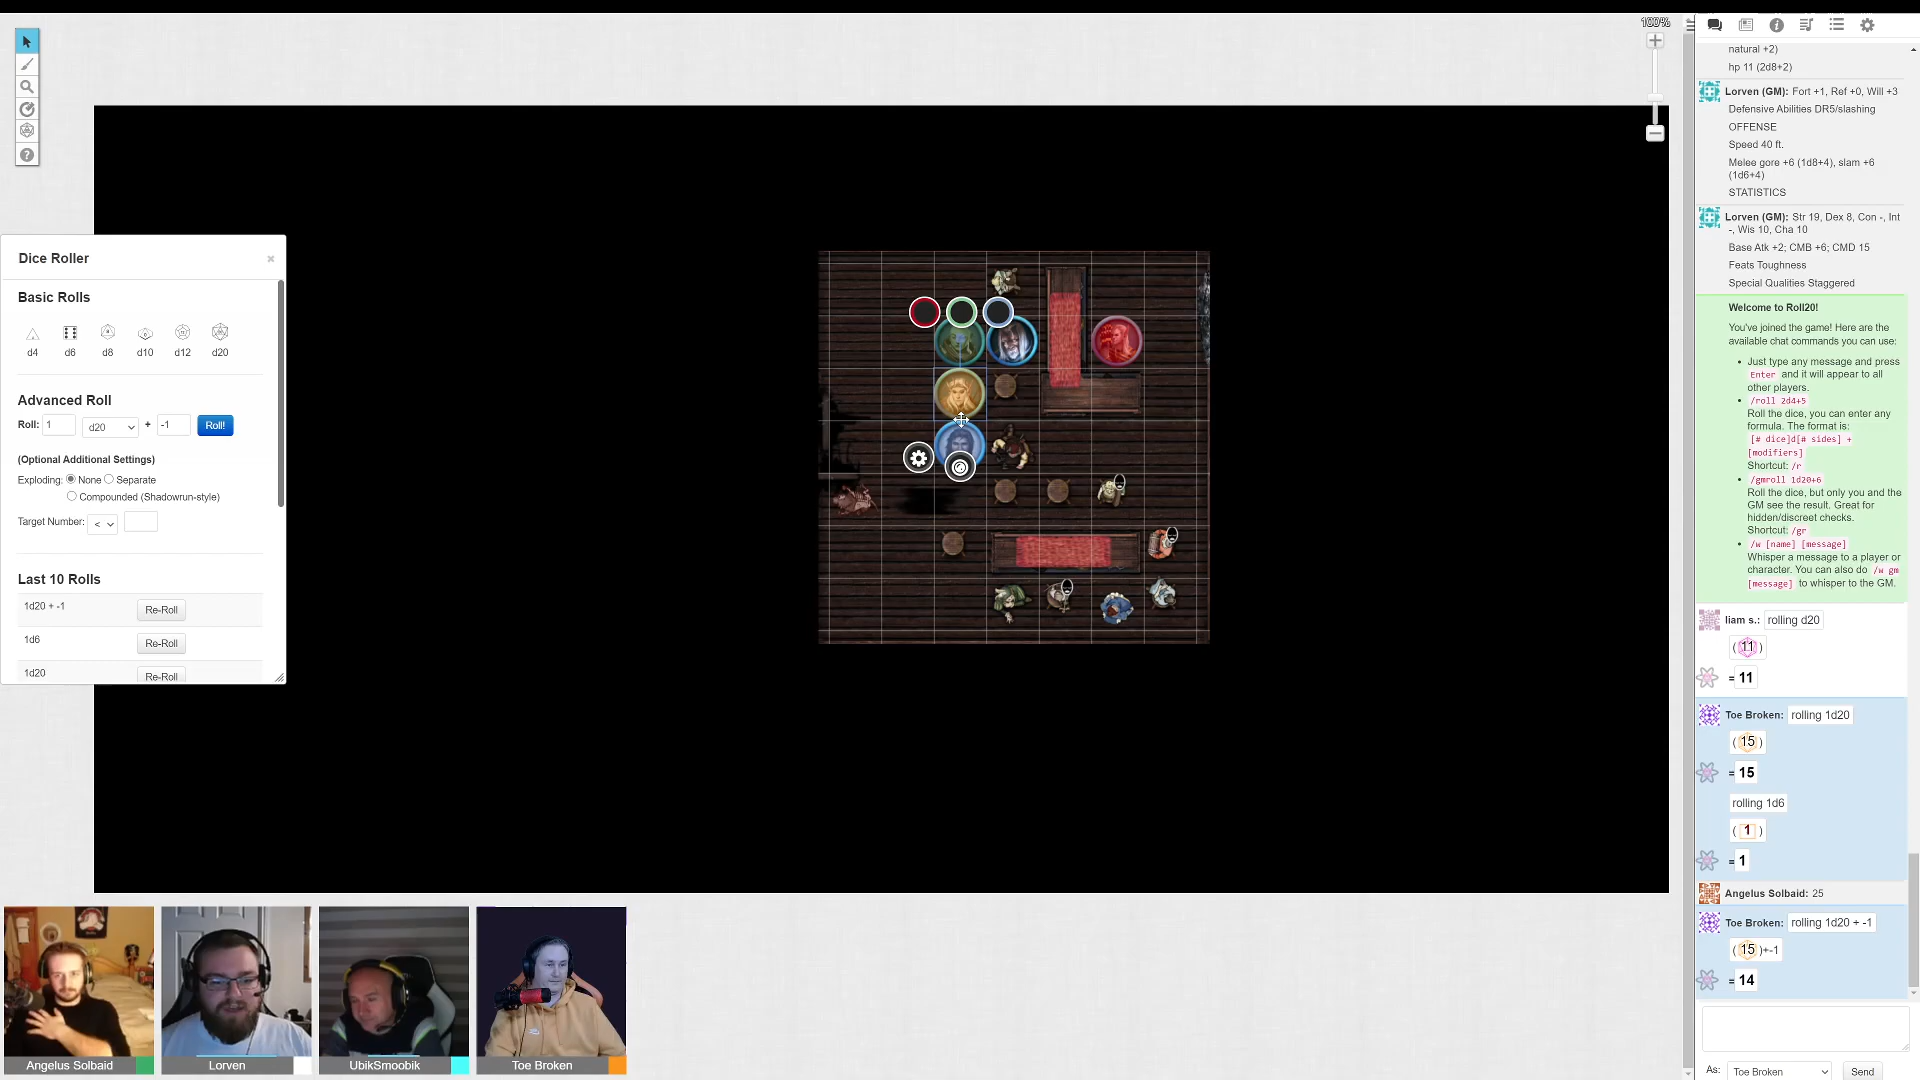 100%
Dice Roller
×
Basic Rolls
d4
d6
d8
d10
d12
d20
Advanced Roll
Roll: 1 d20 + -1 Roll!
(Optional Additional Settings)
Exploding: None Separate
Compounded (Shadowrun-style)
Target Number: <
Last 10 Rolls
1d20 + -1 Re-Roll
1d6 Re-Roll
1d20 Re-Roll
Angelus Solbaid
Lorven
UbikSmoobik
Toe Broken
natural +2)
hp 11 (2d8+2)
Lorven (GM): Fort +1, Ref +0, Will +3
Defensive Abilities DR5/slashing
OFFENSE
Speed 40 ft.
Melee gore +6 (1d8+4), slam +6
(1d6+4)
STATISTICS
Lorven (GM): Str 19, Dex 8, Con -, Int
-, Wis 10, Cha 10
Base Atk +2; CMB +6; CMD 15
Feats Toughness
Special Qualities Staggered
Welcome to Roll20!
You've joined the game! Here are the
available chat commands you can use:
• Just type any message and press
Enter and it will appear to all
other players.
• /roll 2d4+5
Roll the dice, you can enter any
formula. The format is:
[# dice]d[# sides] +
[modifiers]
Shortcut: /r
• /gmroll 1d20+6
Roll the dice, but only you and the
GM see the result. Great for
hidden/discreet checks.
Shortcut: /gr
• /w [name] [message]
Whisper a message to a player or
character. You can also do /w gm
[message] to whisper to the GM.
liam s.: rolling d20
(11)
= 11
Toe Broken: rolling 1d20
(15)
= 15
rolling 1d6
(1)
= 1
Angelus Solbaid: 25
Toe Broken: rolling 1d20 + -1
(15)+-1
= 14
As: Toe Broken Send